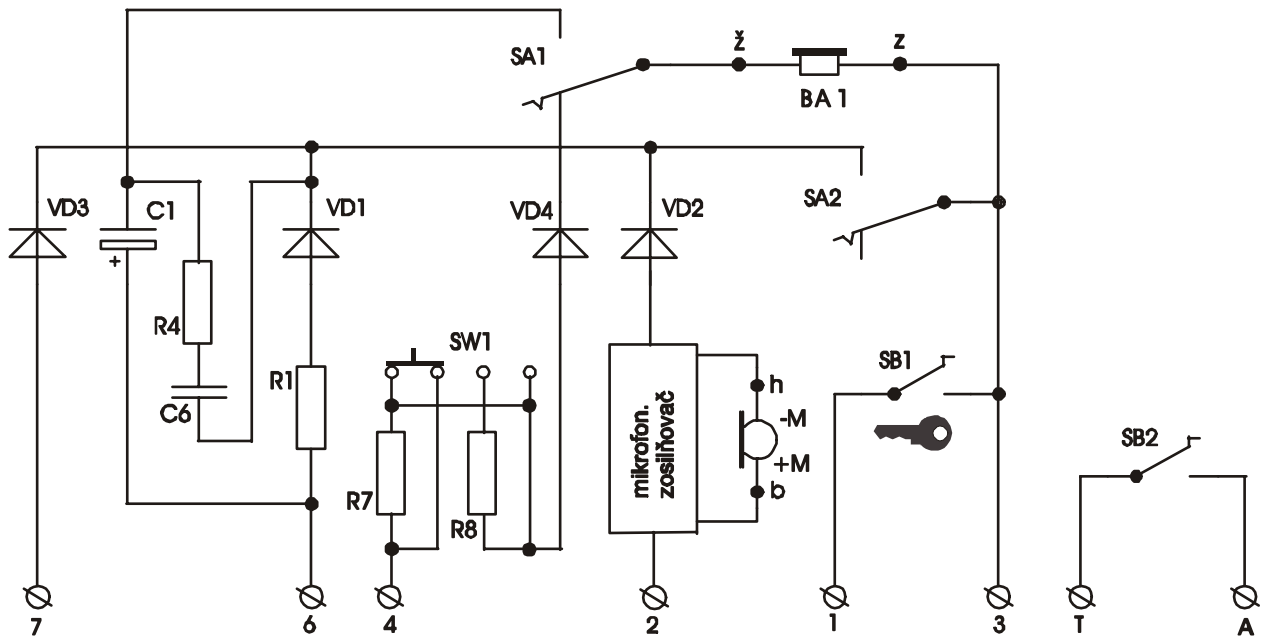 SA1
ž
z
BA 1
VD3
C1
+
VD1
VD4
VD2
SA2
R4
C6
R1
SW1
R7
R8
mikrofon.
zosilňovač
h
-M
+M
b
SB1
SB2
7
6
4
2
1
3
T
A